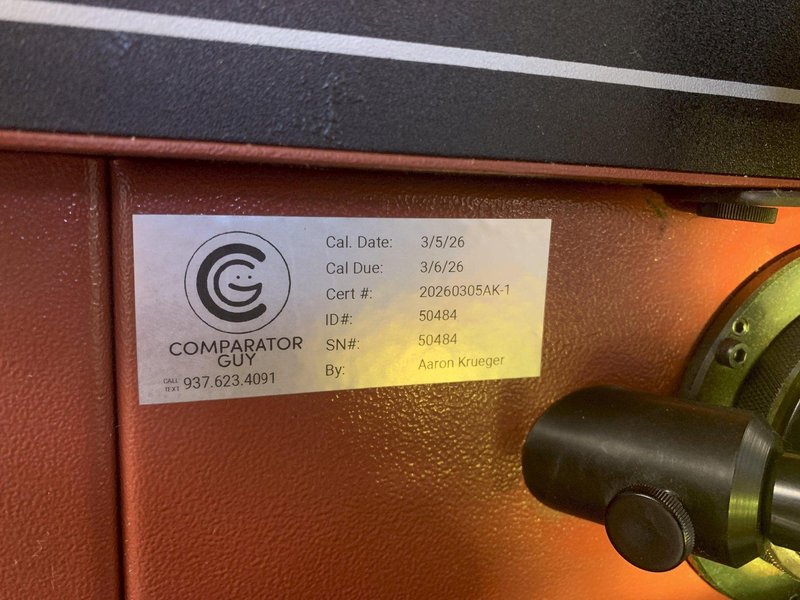 CG
COMPARATOR
GUY
CALL
TEXT 937.623.4091
Cal. Date: 3/5/26
Cal Due: 3/6/26
Cert #: 20260305AK-1
ID#: 50484
SN#: 50484
By: Aaron Krueger